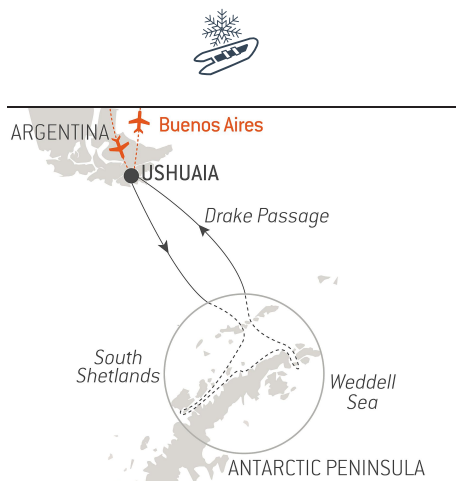 Buenos Aires
ARGENTINA
USHUAIA
Drake Passage
South
Shetlands
Weddell
Sea
ANTARCTIC PENINSULA